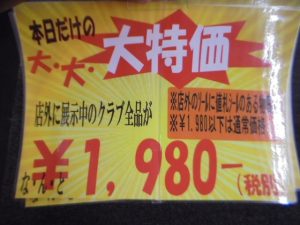 本日だけの
大・大・大特価
店外に展示中のクラブ全品が
※店外のツールに値札シールのある
※¥1,980以下は通常価格
な・ん・と
¥1,980-
(税別